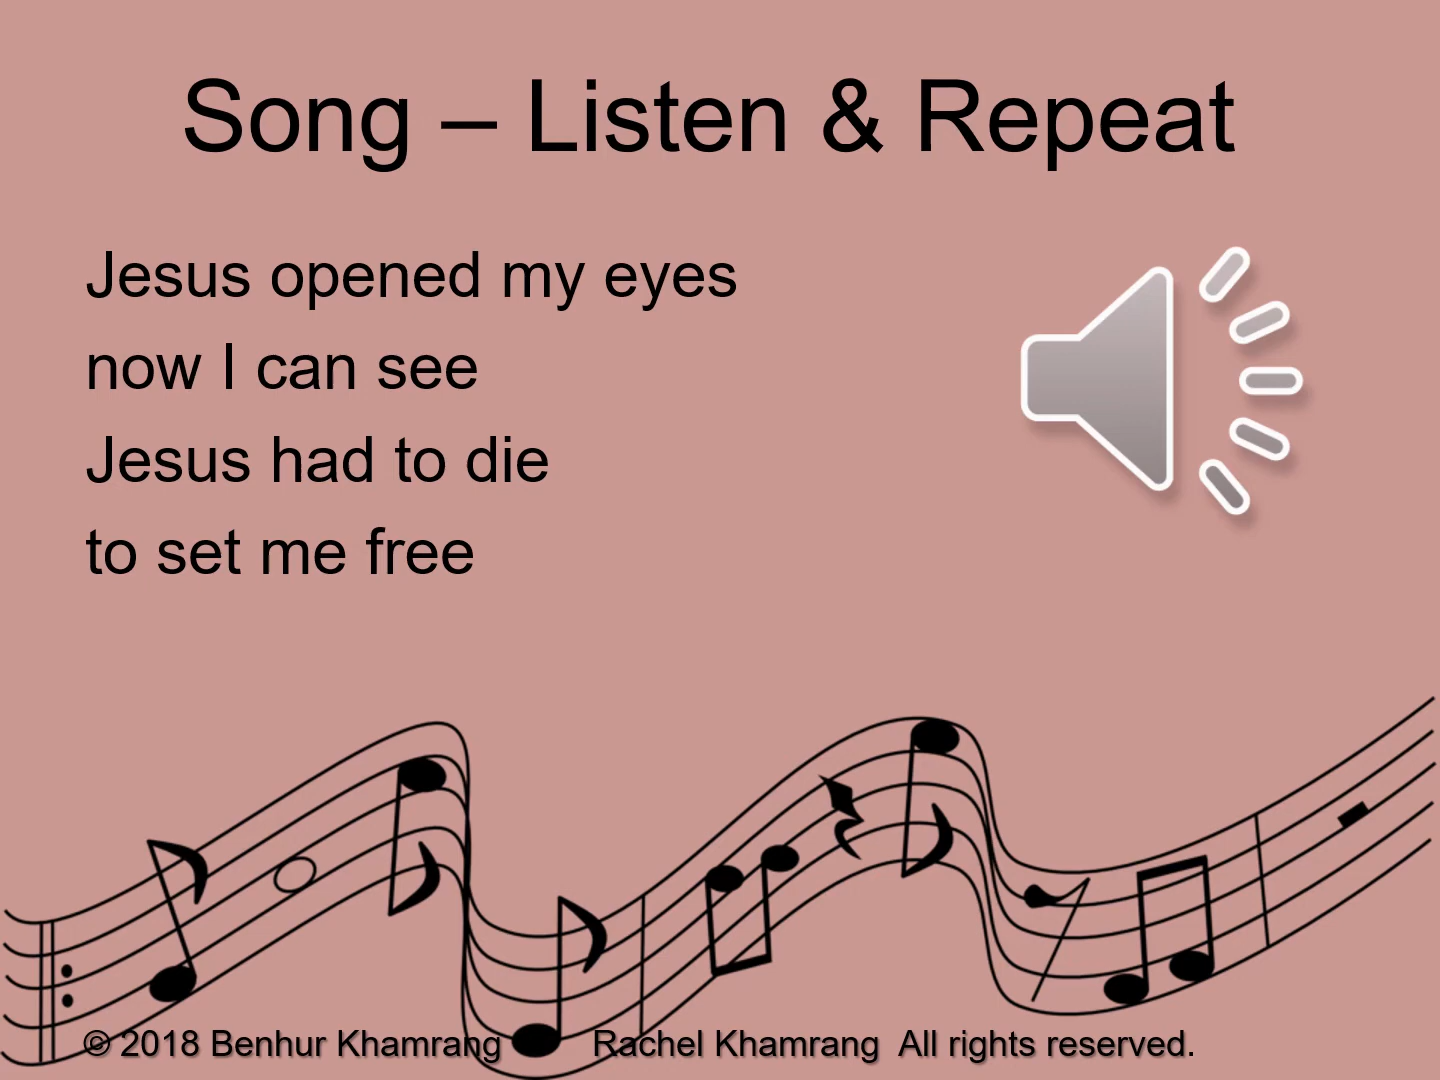 Song – Listen & Repeat
Jesus opened my eyes
now I can see
Jesus had to die
to set me free
© 2018 Benhur Khamrang Rachel Khamrang All rights reserved.